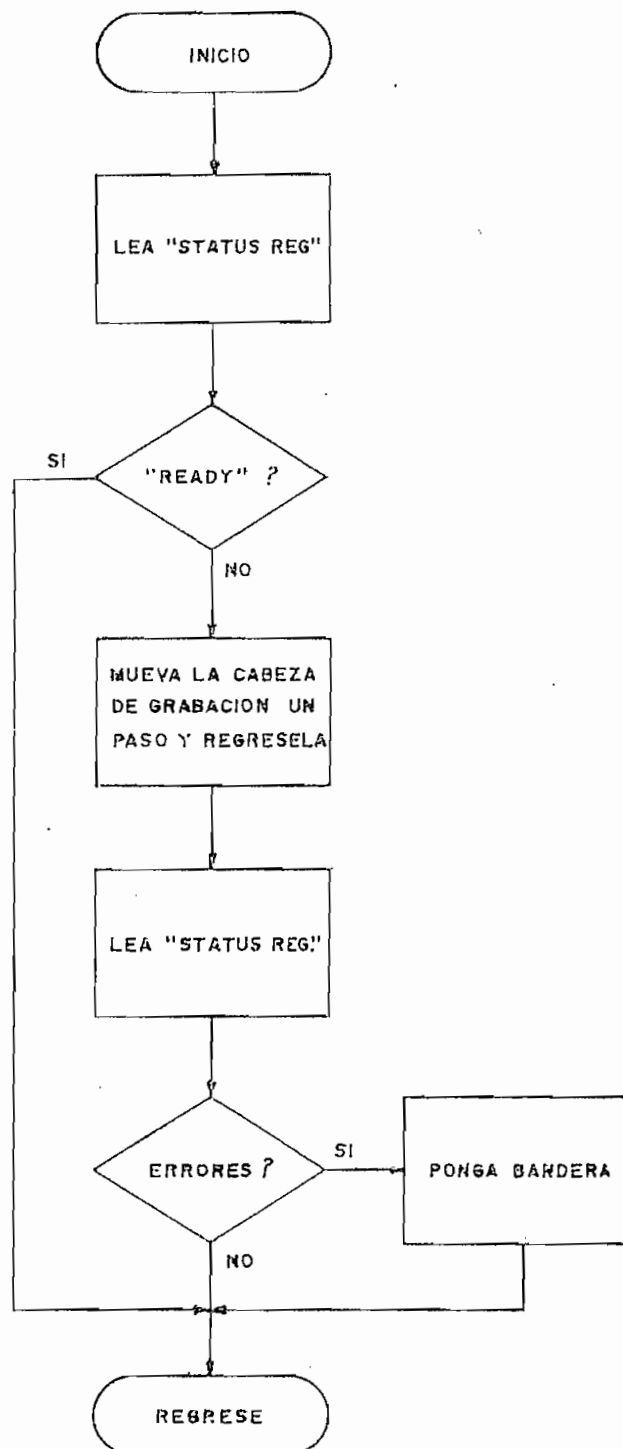 INICIO
LEA "STATUS REG"
SI
"READY" ?
NO
MUEVA LA CABEZA
DE GRABACION UN
PASO Y REGRESELA
LEA "STATUS REG."
ERRORES ?
SI
PONGA BANDERA
NO
REGRESE